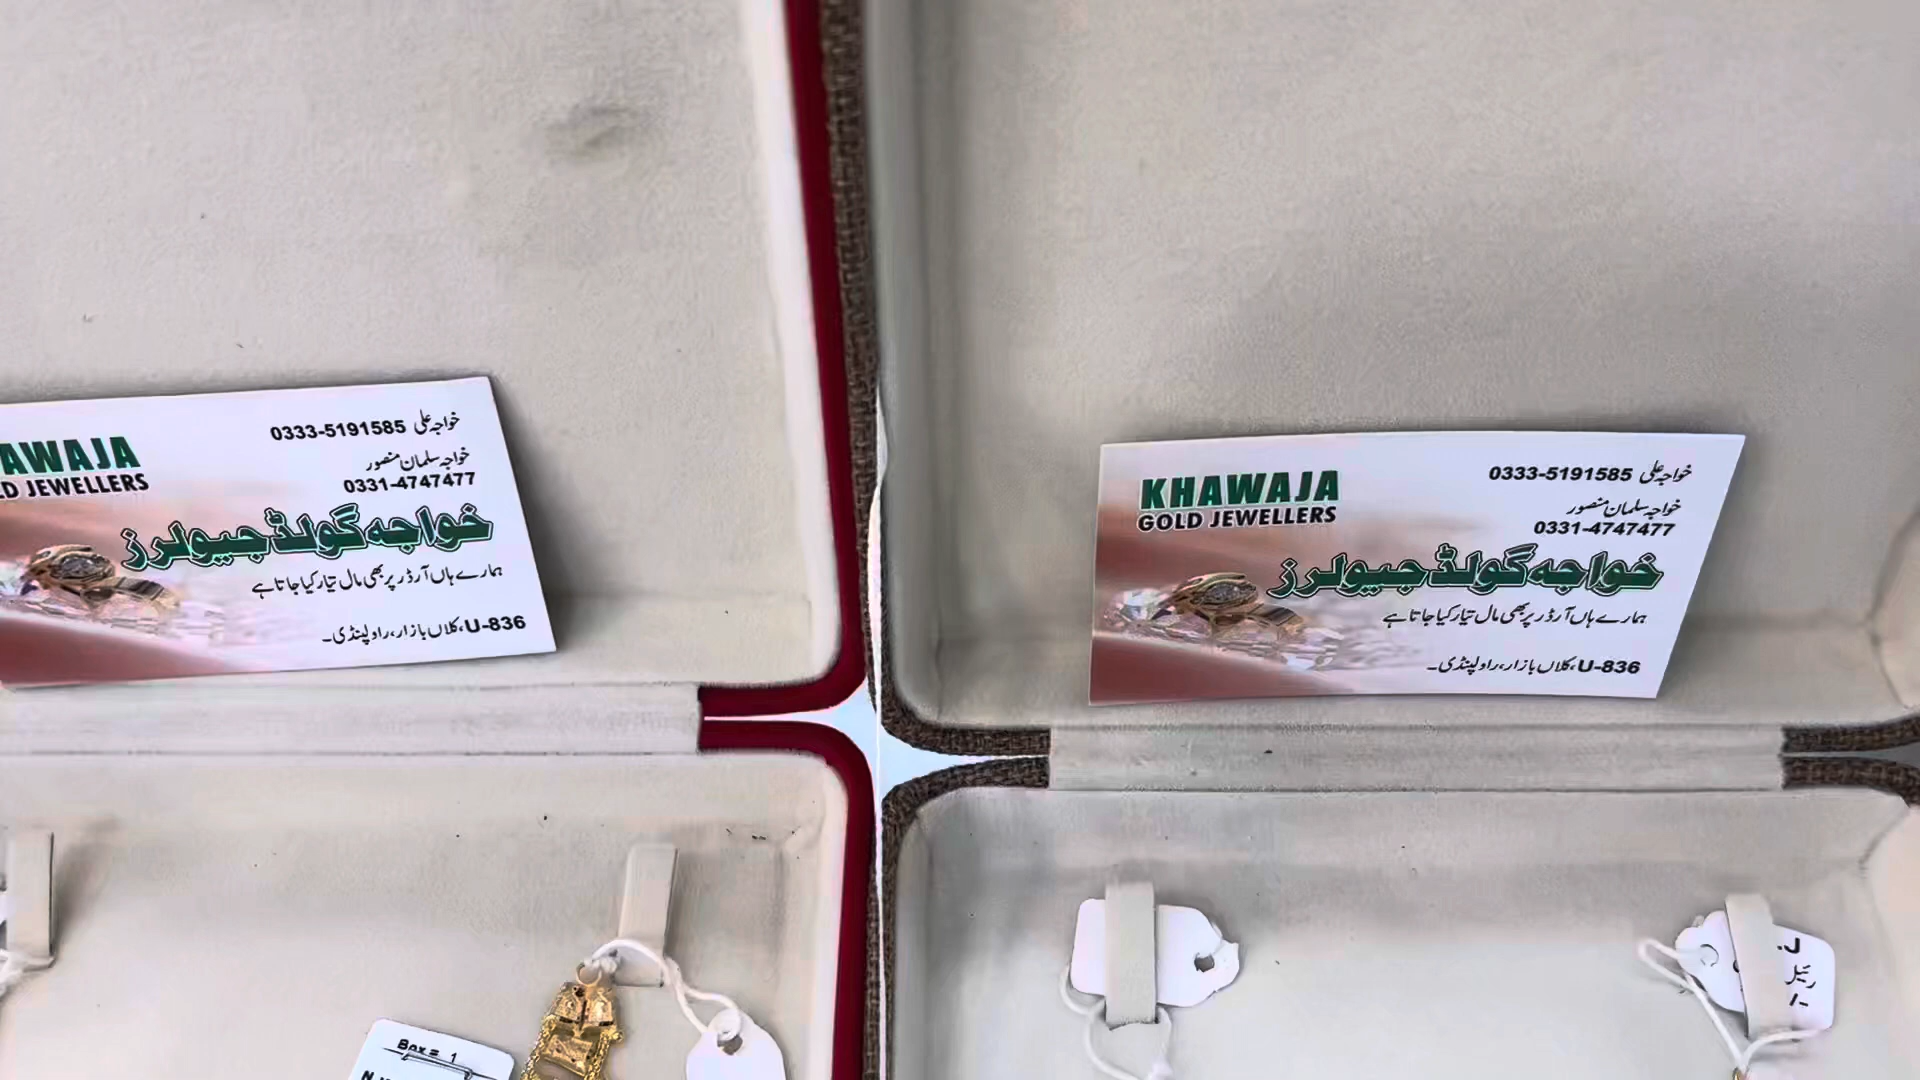 AWAJA
LD JEWELLERS
خواجہ علی 0333-5191585
خواجہ سلمان منصور
0331-4747477
خواجہ گولڈ جیولرز
ہمارے ہاں آرڈر پر بھی مال تیار کیا جاتا ہے
U-836، کلاں بازار، راولپنڈی۔
KHAWAJA
GOLD JEWELLERS
خواجہ علی 0333-5191585
خواجہ سلمان منصور
0331-4747477
خواجہ گولڈ جیولرز
ہمارے ہاں آرڈر پر بھی مال تیار کیا جاتا ہے
U-836، کلاں بازار، راولپنڈی۔
Box = 1